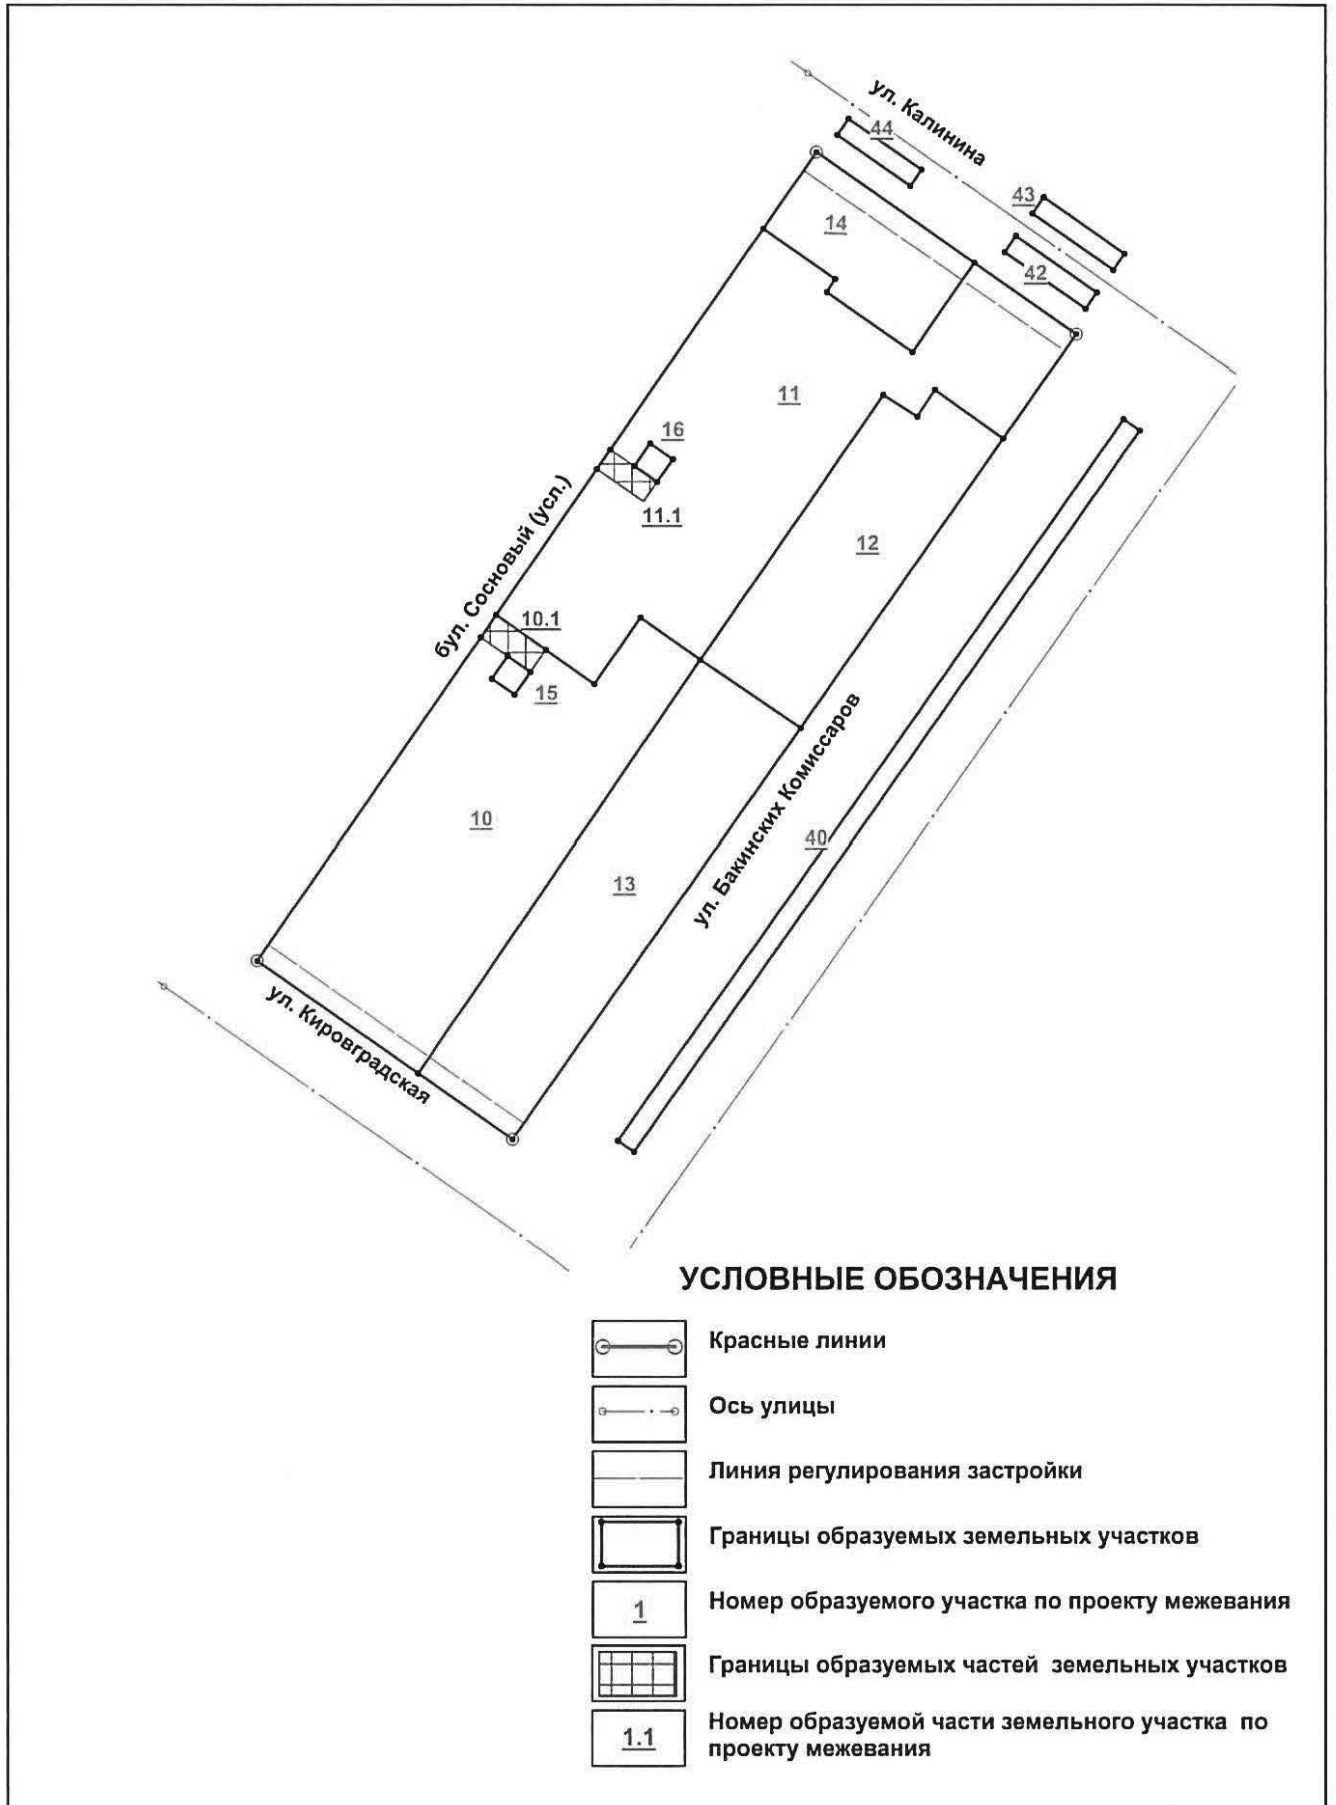 ул. Калинина
44
43
14
42
11
16
бул. Сосновый (усл.)
11.1
12
10.1
15
ул. Бакинских Комиссаров
10
40
13
ул. Кировградская
УСЛОВНЫЕ ОБОЗНАЧЕНИЯ
Красные линии
Ось улицы
Линия регулирования застройки
Границы образуемых земельных участков
1
Номер образуемого участка по проекту межевания
Границы образуемых частей земельных участков
1.1
Номер образуемой части земельного участка по
проекту межевания